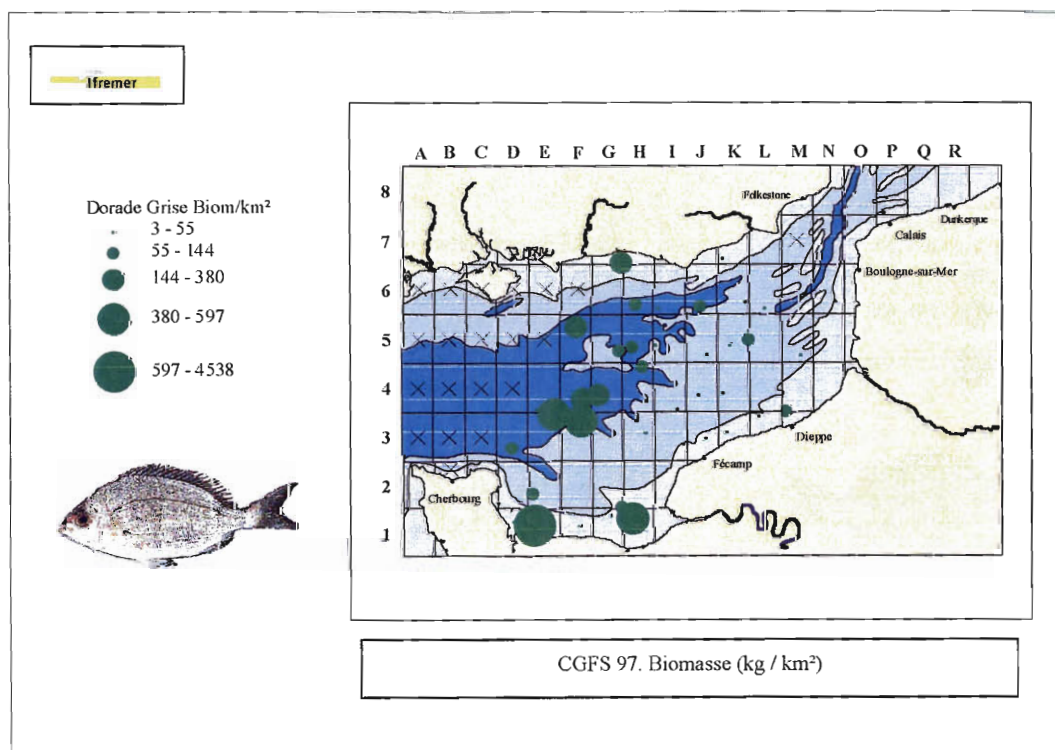 Ifremer
A B C D E F G H I J K L M N O P Q R
8
7
6
5
4
3
2
1
Folkestone
Dunkerque
Calais
Boulogne-sur-Mer
Dieppe
Fécamp
Cherbourg
Dorade Grise Biom/km²
3 - 55
55 - 144
144 - 380
380 - 597
597 - 4538
CGFS 97. Biomasse (kg / km²)